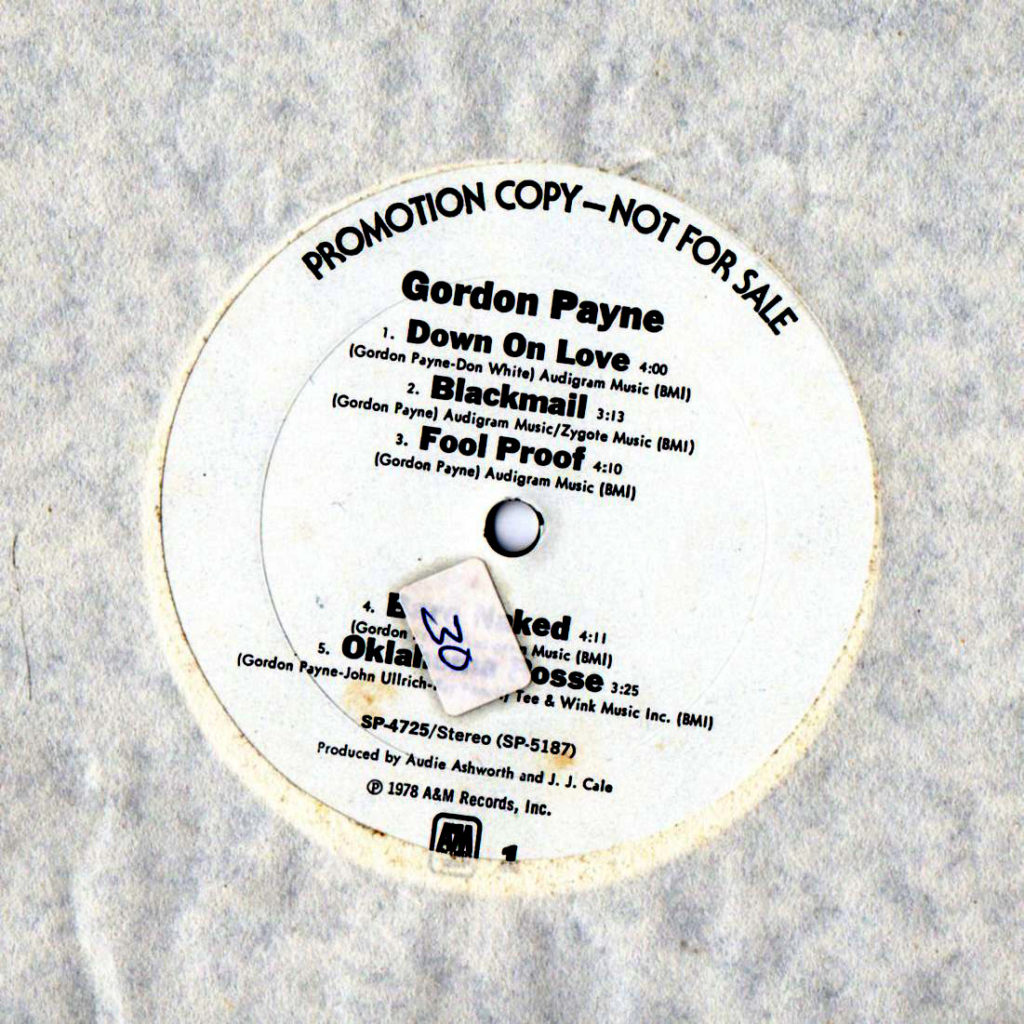 PROMOTION COPY—NOT FOR SALE
Gordon Payne
1. Down On Love 4:00
(Gordon Payne-Don White) Audigram Music (BMI)
2. Blackmail 3:13
(Gordon Payne) Audigram Music/Zygote Music (BMI)
3. Fool Proof 4:10
(Gordon Payne) Audigram Music (BMI)
4. 4:11
(Gordon Music (BMI)
5. 3:25
(Gordon Payne-John Ullrich- Tee & Wink Music Inc. (BMI)
30
SP-4725/Stereo (SP-5187)
Produced by Audie Ashworth and J. J. Cale
℗ 1978 A&M Records, Inc.
A&M 1